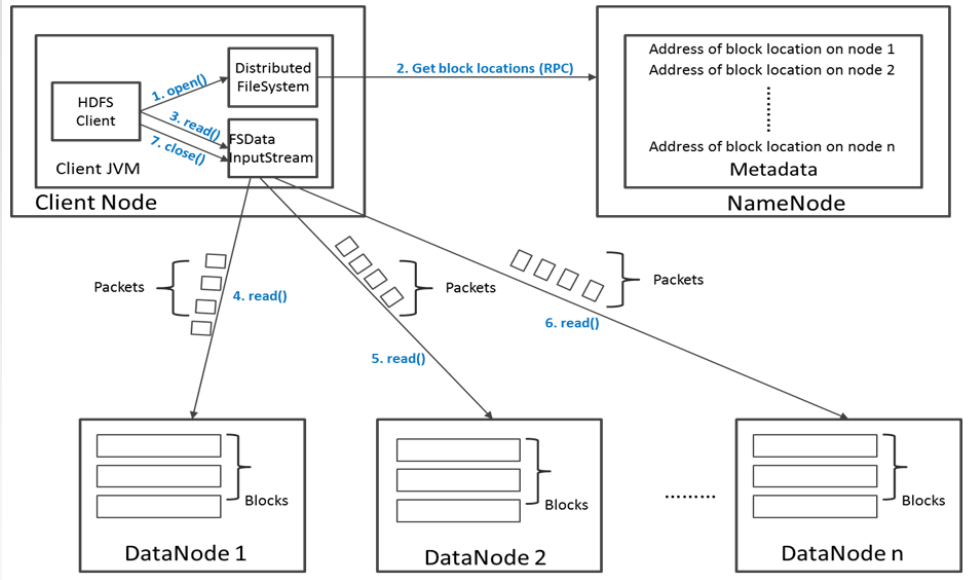 Distributed
FileSystem
HDFS
Client
1. open()
3. read()
7. close()
FSData
InputStream
Client JVM
Client Node
2. Get block locations (RPC)
Address of block location on node 1
Address of block location on node 2
Address of block location on node n
Metadata
NameNode
Packets
4. read()
Packets
5. read()
Packets
6. read()
Blocks
DataNode 1
Blocks
DataNode 2
.........
Blocks
DataNode n